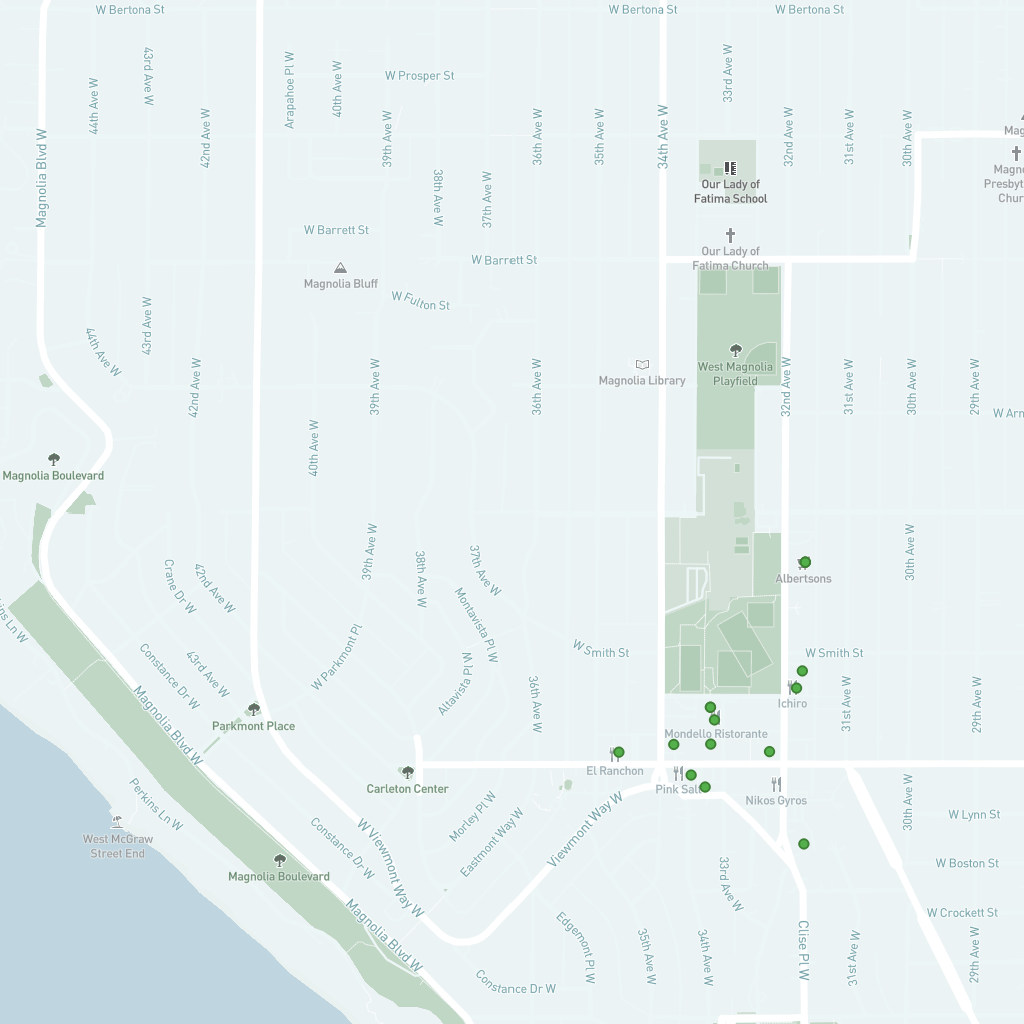 W Bertona St
W Bertona St
W Bertona St
W Prosper St
43rd Ave W
44th Ave W
42nd Ave W
Arapahoe Pl W
40th Ave W
39th Ave W
36th Ave W
35th Ave W
34th Ave W
33rd Ave W
32nd Ave W
31st Ave W
30th Ave W
Magnolia Blvd W
38th Ave W
37th Ave W
Our Lady of
Fatima School
Our Lady of
Fatima Church
W Barrett St
W Barrett St
Magnolia Bluff
W Fulton St
43rd Ave W
44th Ave W
42nd Ave W
39th Ave W
36th Ave W
Magnolia Library
West Magnolia
Playfield
32nd Ave W
31st Ave W
30th Ave W
29th Ave W
40th Ave W
Magnolia Boulevard
39th Ave W
38th Ave W
37th Ave W
30th Ave W
Albertsons
Crane Dr W
42nd Ave W
Montavista Pl W
W Parkmont Pl
Constance Dr W
43rd Ave W
Altavista Pl W
W Smith St
W Smith St
36th Ave W
31st Ave W
29th Ave W
Ichiro
Magnolia Blvd W
Parkmont Place
Mondello Ristorante
El Ranchon
Carleton Center
Nikos Gyros
Perkins Ln W
West McGraw
Street End
Morley Pl W
Eastmont Way W
Viewmont Way W
30th Ave W
W Lynn St
Constance Dr W
W Viewmont Way W
Magnolia Boulevard
W Boston St
33rd Ave W
Magnolia Blvd W
W Crockett St
Edgemont Pl W
35th Ave W
34th Ave W
Clise Pl W
31st Ave W
29th Ave W
Constance Dr W